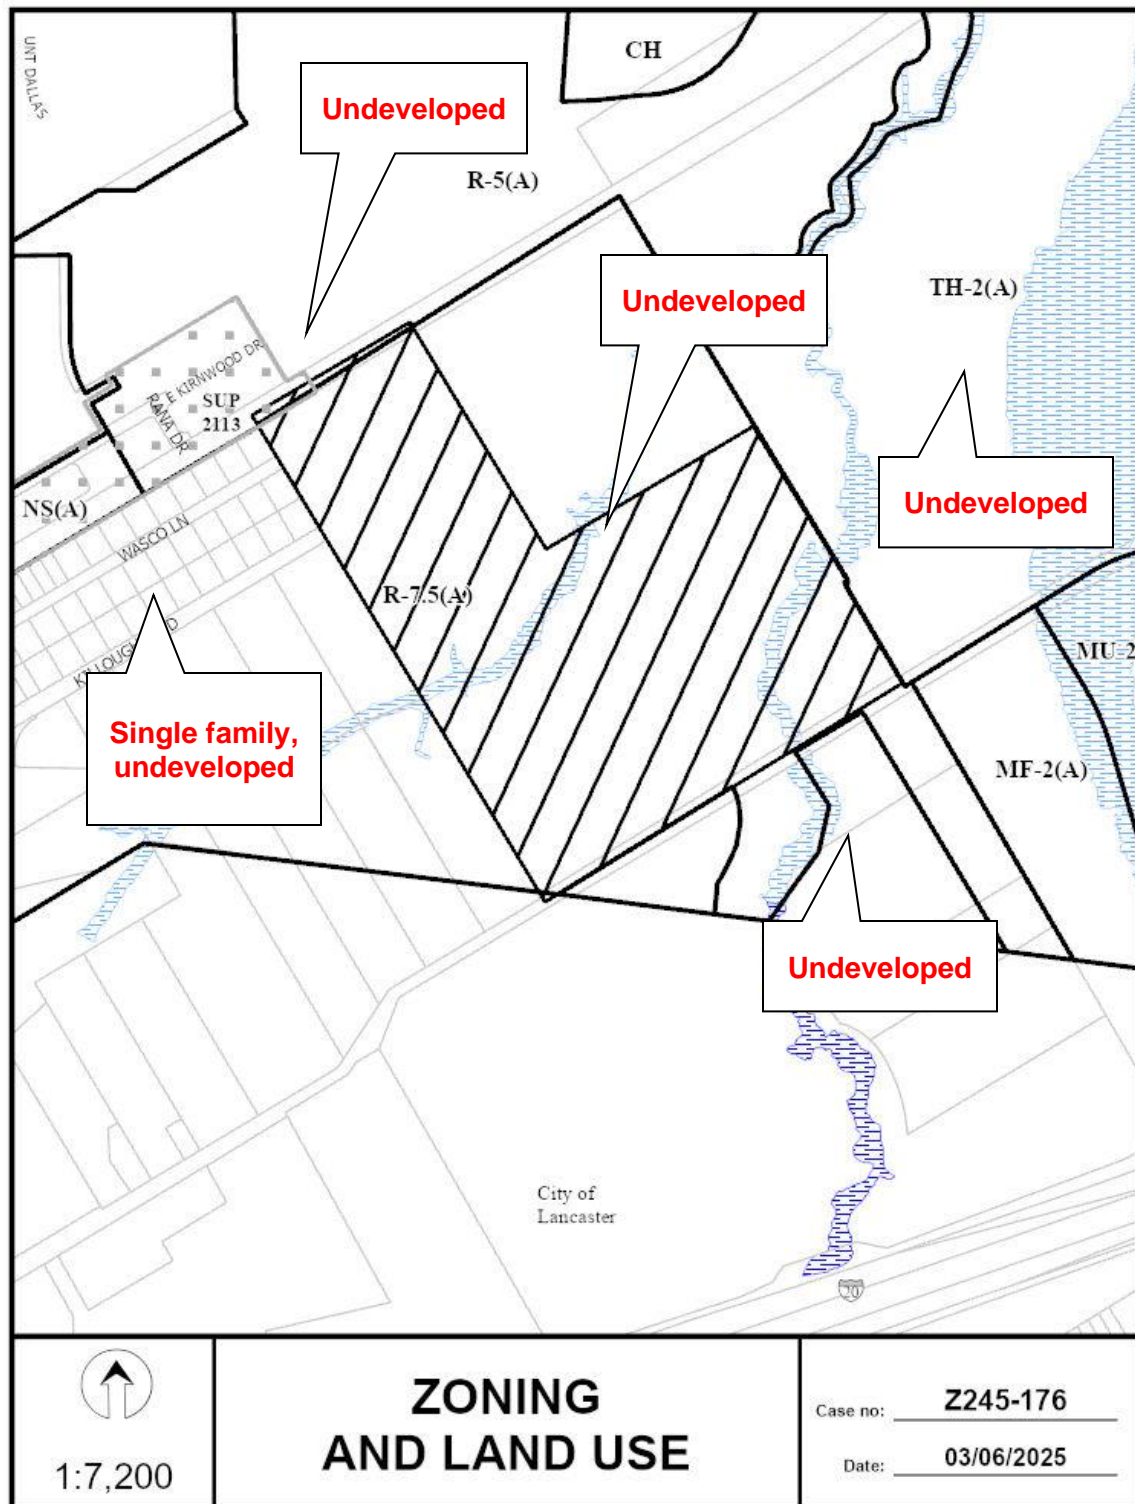 UNT DALLAS
CH
Undeveloped
R-5(A)
Undeveloped
TH-2(A)
E KIRNWOOD DR
RANA DR
SUP
2113
NS(A)
WASCO LN
Undeveloped
R-7.5(A)
MU-2
Single family,
undeveloped
MF-2(A)
Undeveloped
City of
Lancaster
20
1:7,200
ZONING
AND LAND USE
Case no: Z245-176
Date: 03/06/2025